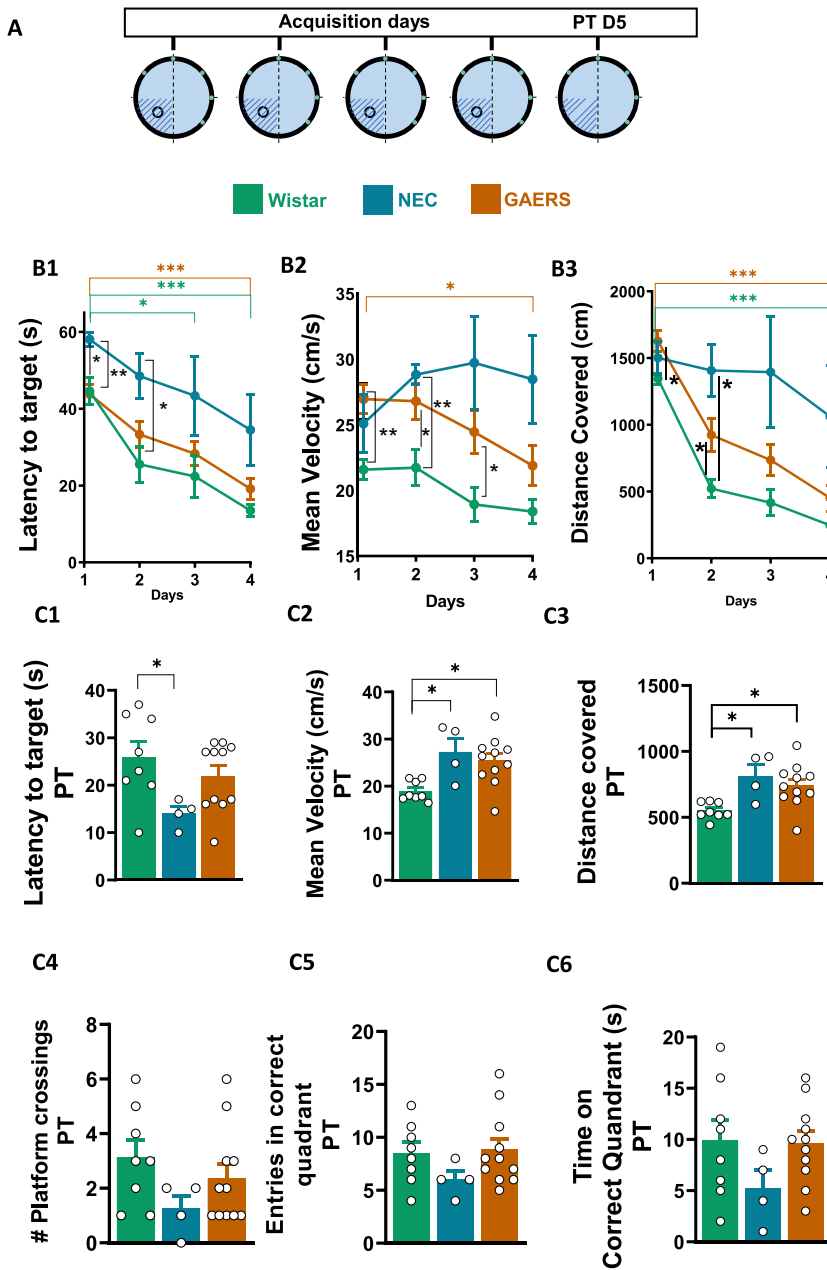 A
Acquisition days
PT D5
Wistar
NEC
GAERS
B1
B2
B3
***
***
*
Latency to target (s)
60
40
20
0
*
**
*
1
2
3
4
Days
*
Mean Velocity (cm/s)
35
30
25
20
15
**
**
*
*
1
2
3
4
Days
***
***
Distance Covered (cm)
2000
1500
1000
500
0
*
*
*
1
2
3
Days
C1
C2
C3
Latency to target (s)
PT
40
30
20
10
0
*
Mean Velocity (cm/s)
PT
40
30
20
10
0
*
*
Distance covered
PT
1500
1000
500
0
*
*
C4
C5
C6
# Platform crossings
PT
8
6
4
2
0
Entries in correct
quadrant
PT
20
15
10
5
0
Time on
Correct Quandrant (s)
PT
20
15
10
5
0